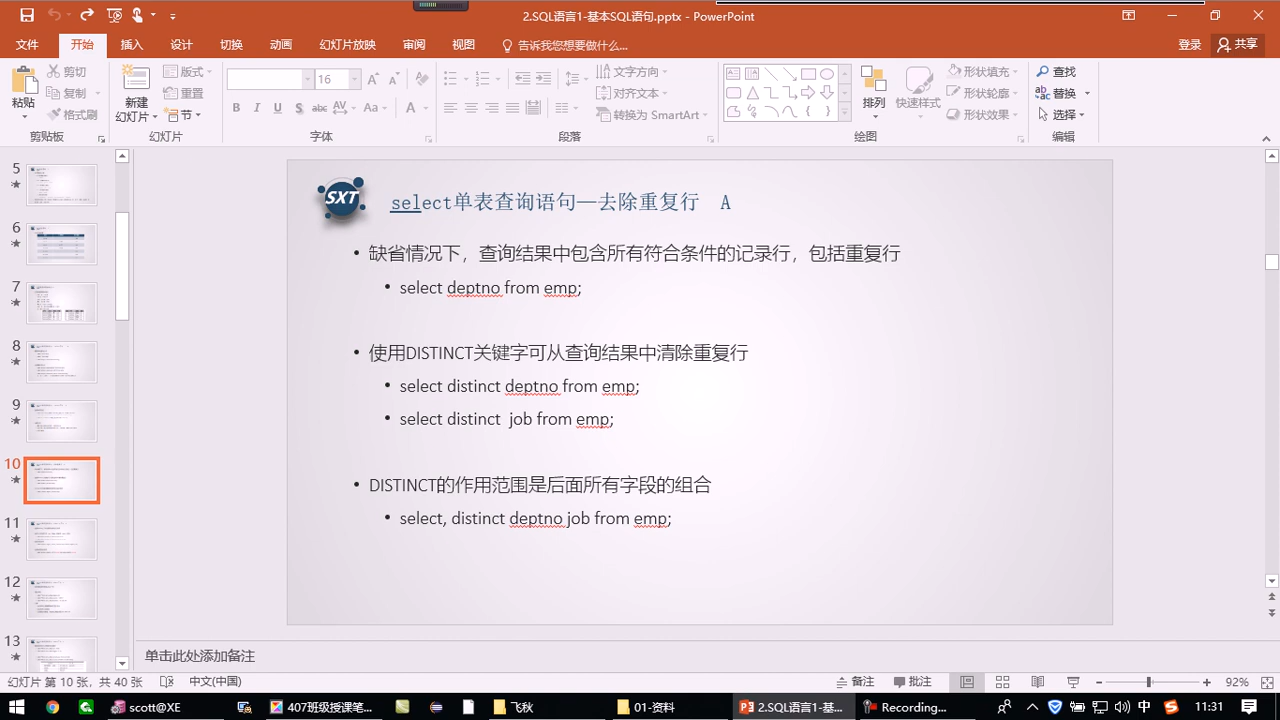 2.SQL语言1-基本SQL语句.pptx - PowerPoint
文件 开始 插入 设计 切换 动画 幻灯片放映 审阅 视图 告诉我您想要做什么... 登录 共享
粘贴 剪切 复制 格式刷 剪贴板
新建 幻灯片 版式 重置 节 幻灯片
16 B I U S abc AV Aa A 字体
文字方向 对齐文本 转换为 SmartArt 段落
排列 快速样式 形状填充 形状轮廓 形状效果 绘图
查找 替换 选择 编辑
5
6
7
8
9
10
11
12
13
SXT
select单表查询语句—去除重复行 A
• 缺省情况下，查询结果中包含所有符合条件的记录行，包括重复行
• select deptno from emp;
• 使用DISTINCT关键字可从查询结果中清除重复行
• select distinct deptno from emp;
• select distinct job from emp;
• DISTINCT的作用范围是后面所有字段的组合
• select, distinct deptno job from emp;
单击此处添加备注
幻灯片 第 10 张，共 40 张 中文(中国) 备注 批注 92%
scott@XE 407班级授课笔... 飞秋 01-资料 2.SQL语言1-基... Recording... 中 11:31